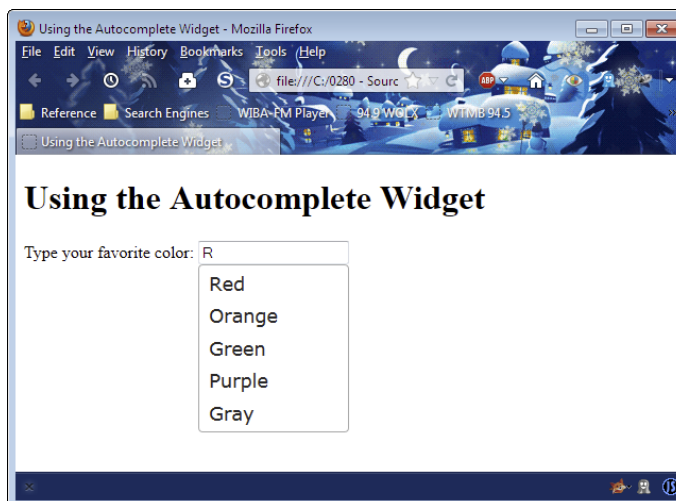 Using the Autocomplete Widget - Mozilla Firefox
File Edit View History Bookmarks Tools Help
file:///C:/0280 - Sourc
ABP
Reference Search Engines WIBA-FM Player 94.9 WOLX WTMB 94.5
Using the Autocomplete Widget
Using the Autocomplete Widget
Type your favorite color: R
Red
Orange
Green
Purple
Gray